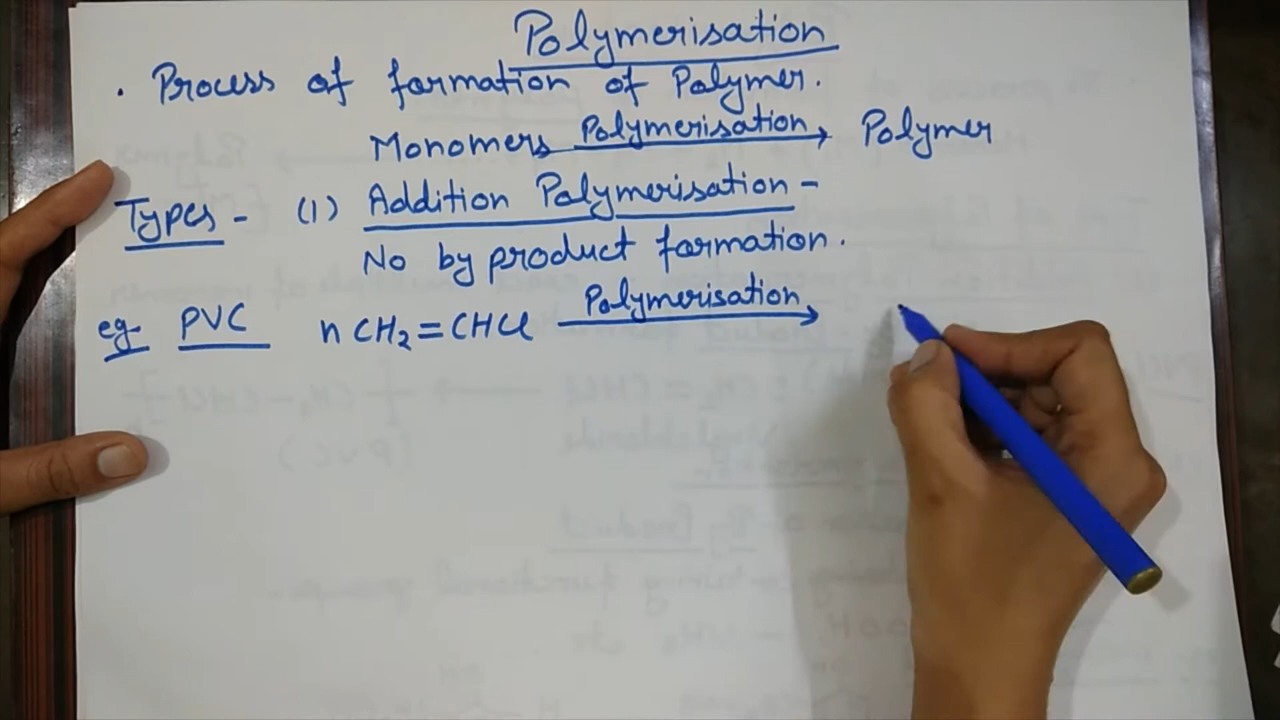 Polymerisation
. Process of formation of Polymer.
Monomers Polymerisation → Polymer
Types - (1) Addition Polymerisation -
No by product formation.
eg. PVC n CH₂=CHCl Polymerisation →